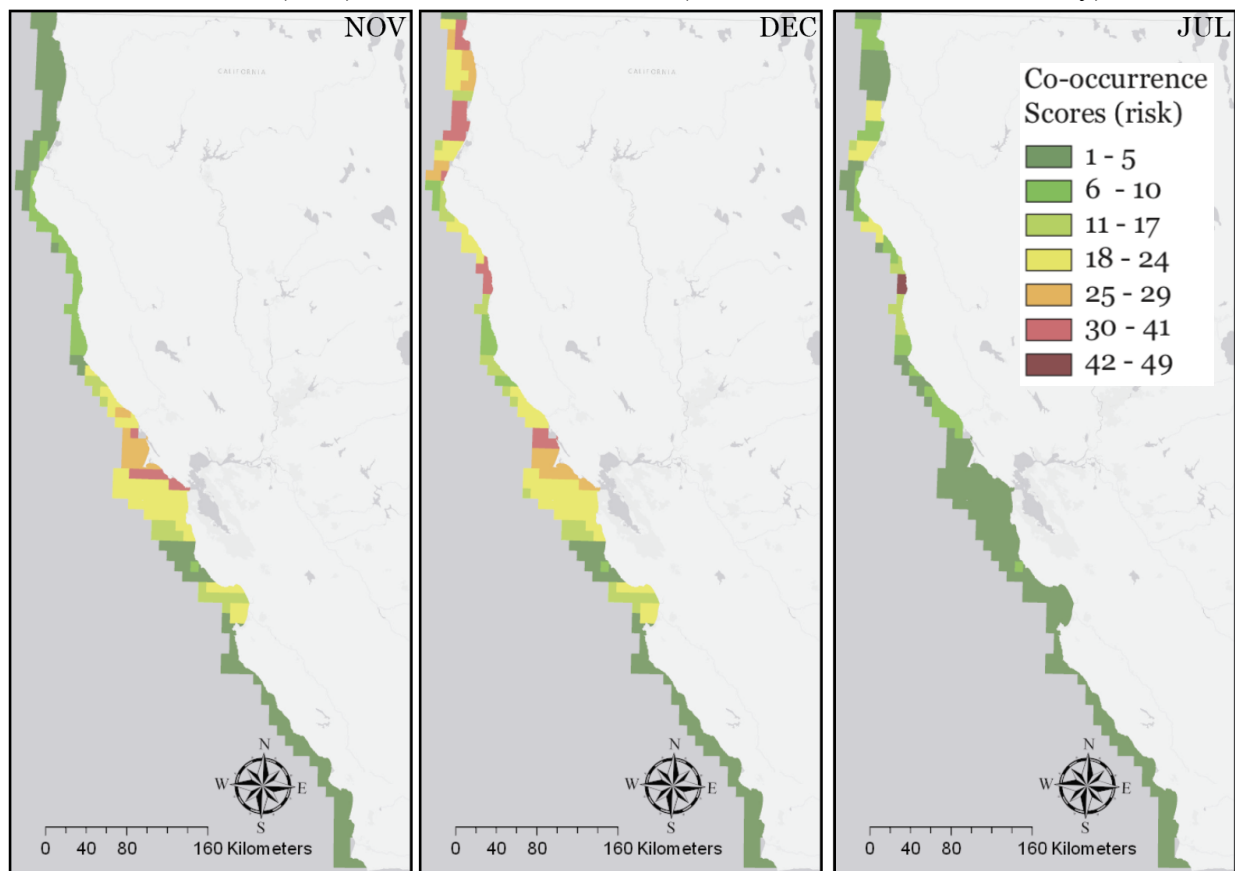 NOV
CALIFORNIA
N
W
E
S
0 40 80 160 Kilometers
DEC
CALIFORNIA
N
W
E
S
0 40 80 160 Kilometers
JUL
Co-occurrence
Scores (risk)
1 - 5
6 - 10
11 - 17
18 - 24
25 - 29
30 - 41
42 - 49
N
W
E
S
0 40 80 160 Kilometers